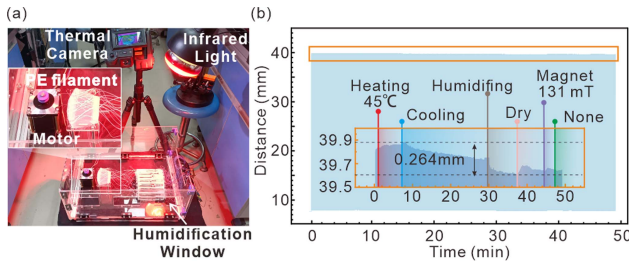 (a)
Thermal
Camera
Infrared
Light
PE filament
Motor
Humidification
Window
(b)
Distance (mm)
40
30
20
10
0
10
20
30
40
50
Time (min)
Heating
45℃
Cooling
Humidifing
Dry
Magnet
131 mT
None
39.9
39.7
39.5
0.264mm
0
10
20
30
40
50